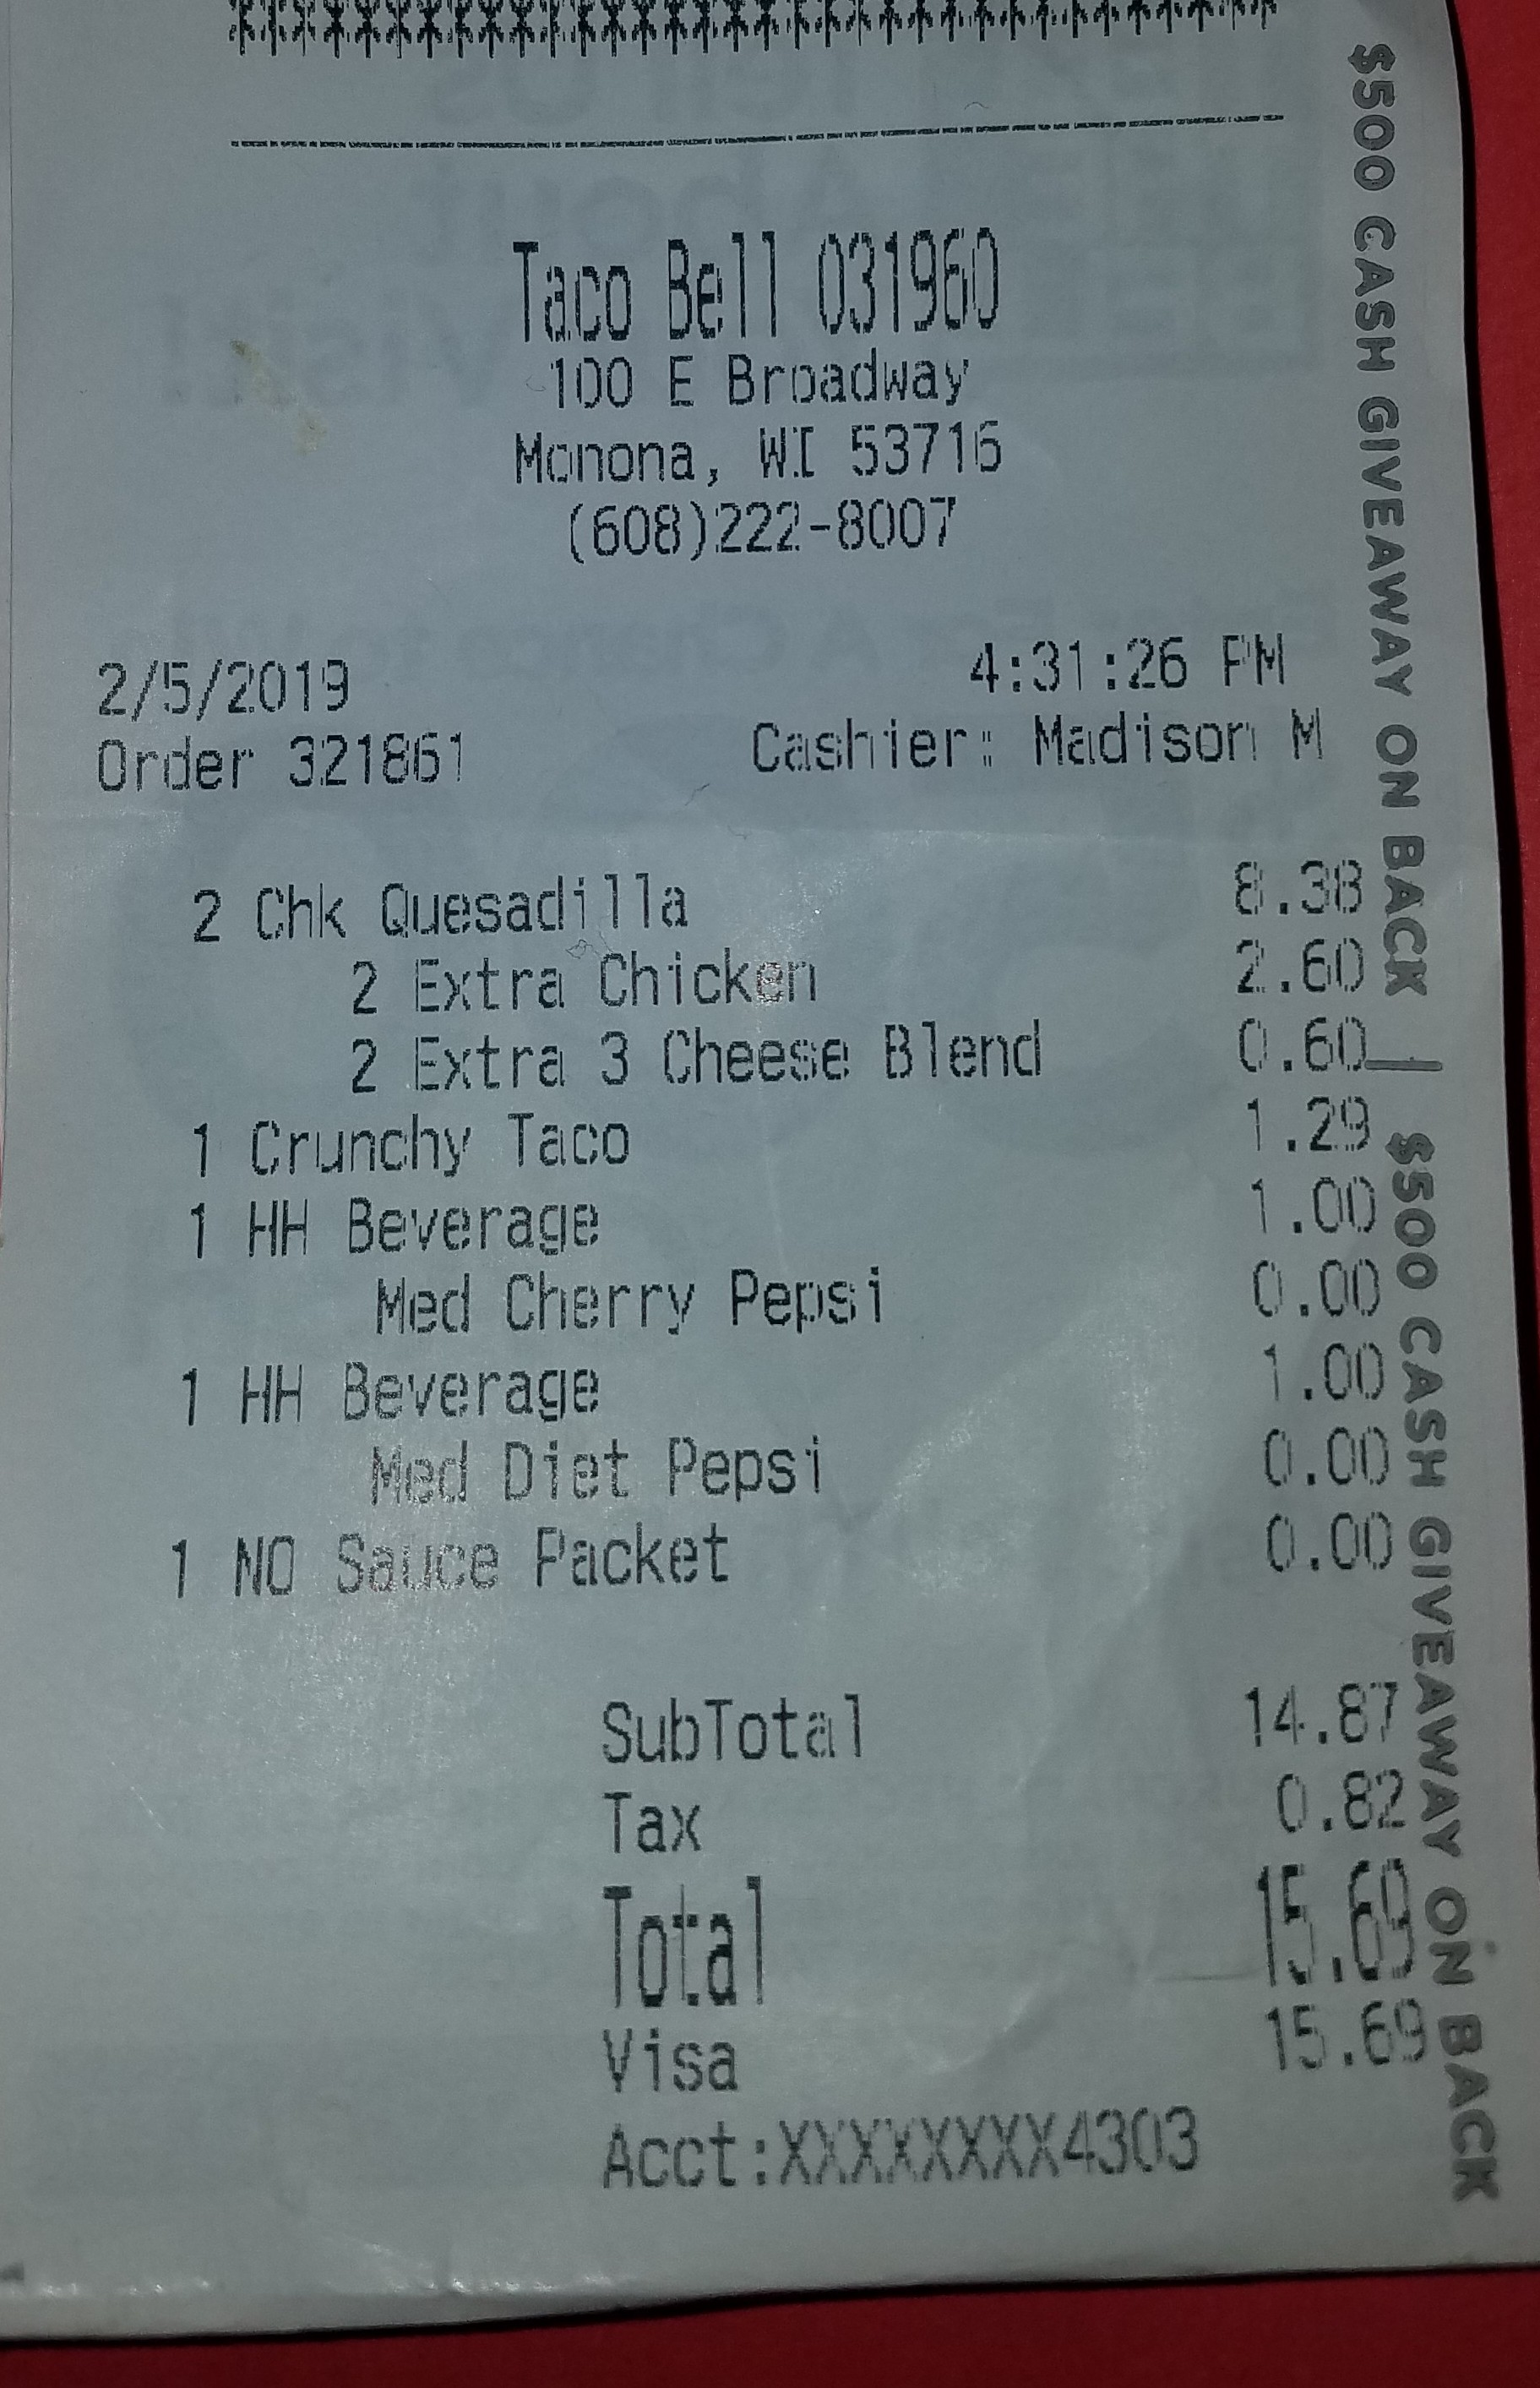 ************************************
Taco Bell 031960
100 E Broadway
Monona, WI 53716
(608)222-8007
2/5/2019 4:31:26 PM
Order 321861 Cashier: Madison M
2 Chk Quesadilla 8.38
2 Extra Chicken 2.60
2 Extra 3 Cheese Blend 0.60
1 Crunchy Taco 1.29
1 HH Beverage 1.00
Med Cherry Pepsi 0.00
1 HH Beverage 1.00
Med Diet Pepsi 0.00
1 NO Sauce Packet 0.00
SubTotal 14.87
Tax 0.82
Total 15.69
Visa 15.69
Acct:XXXXXXXX4303
$500 CASH GIVEAWAY ON BACK | $500 CASH GIVEAWAY ON BACK